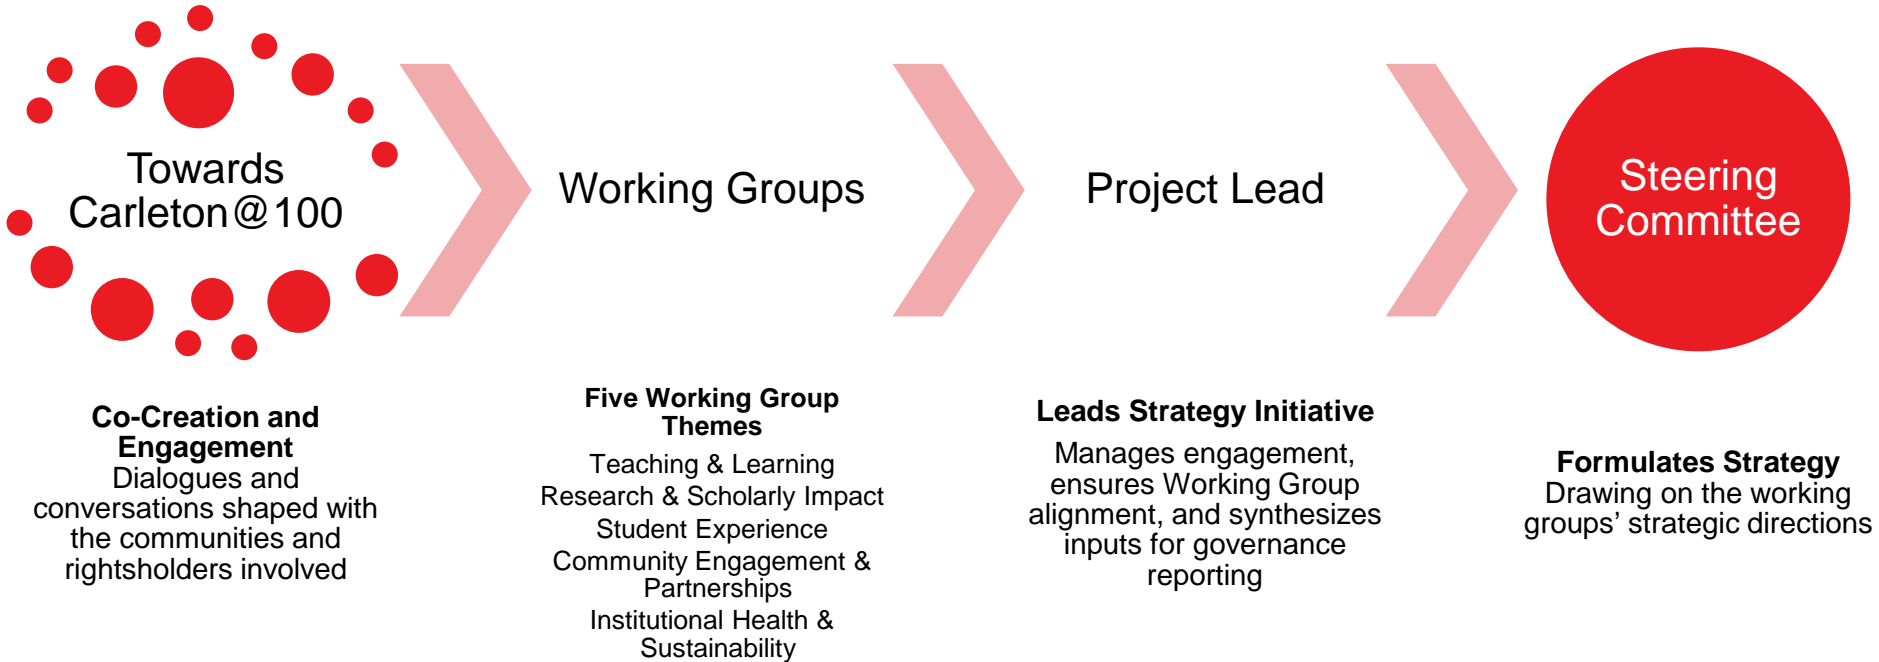 Towards
Carleton@100
Working Groups
Project Lead
Steering
Committee
Co-Creation and
Engagement
Dialogues and
conversations shaped with
the communities and
rightsholders involved
Five Working Group
Themes
Teaching & Learning
Research & Scholarly Impact
Student Experience
Community Engagement &
Partnerships
Institutional Health &
Sustainability
Leads Strategy Initiative
Manages engagement,
ensures Working Group
alignment, and synthesizes
inputs for governance
reporting
Formulates Strategy
Drawing on the working
groups’ strategic directions